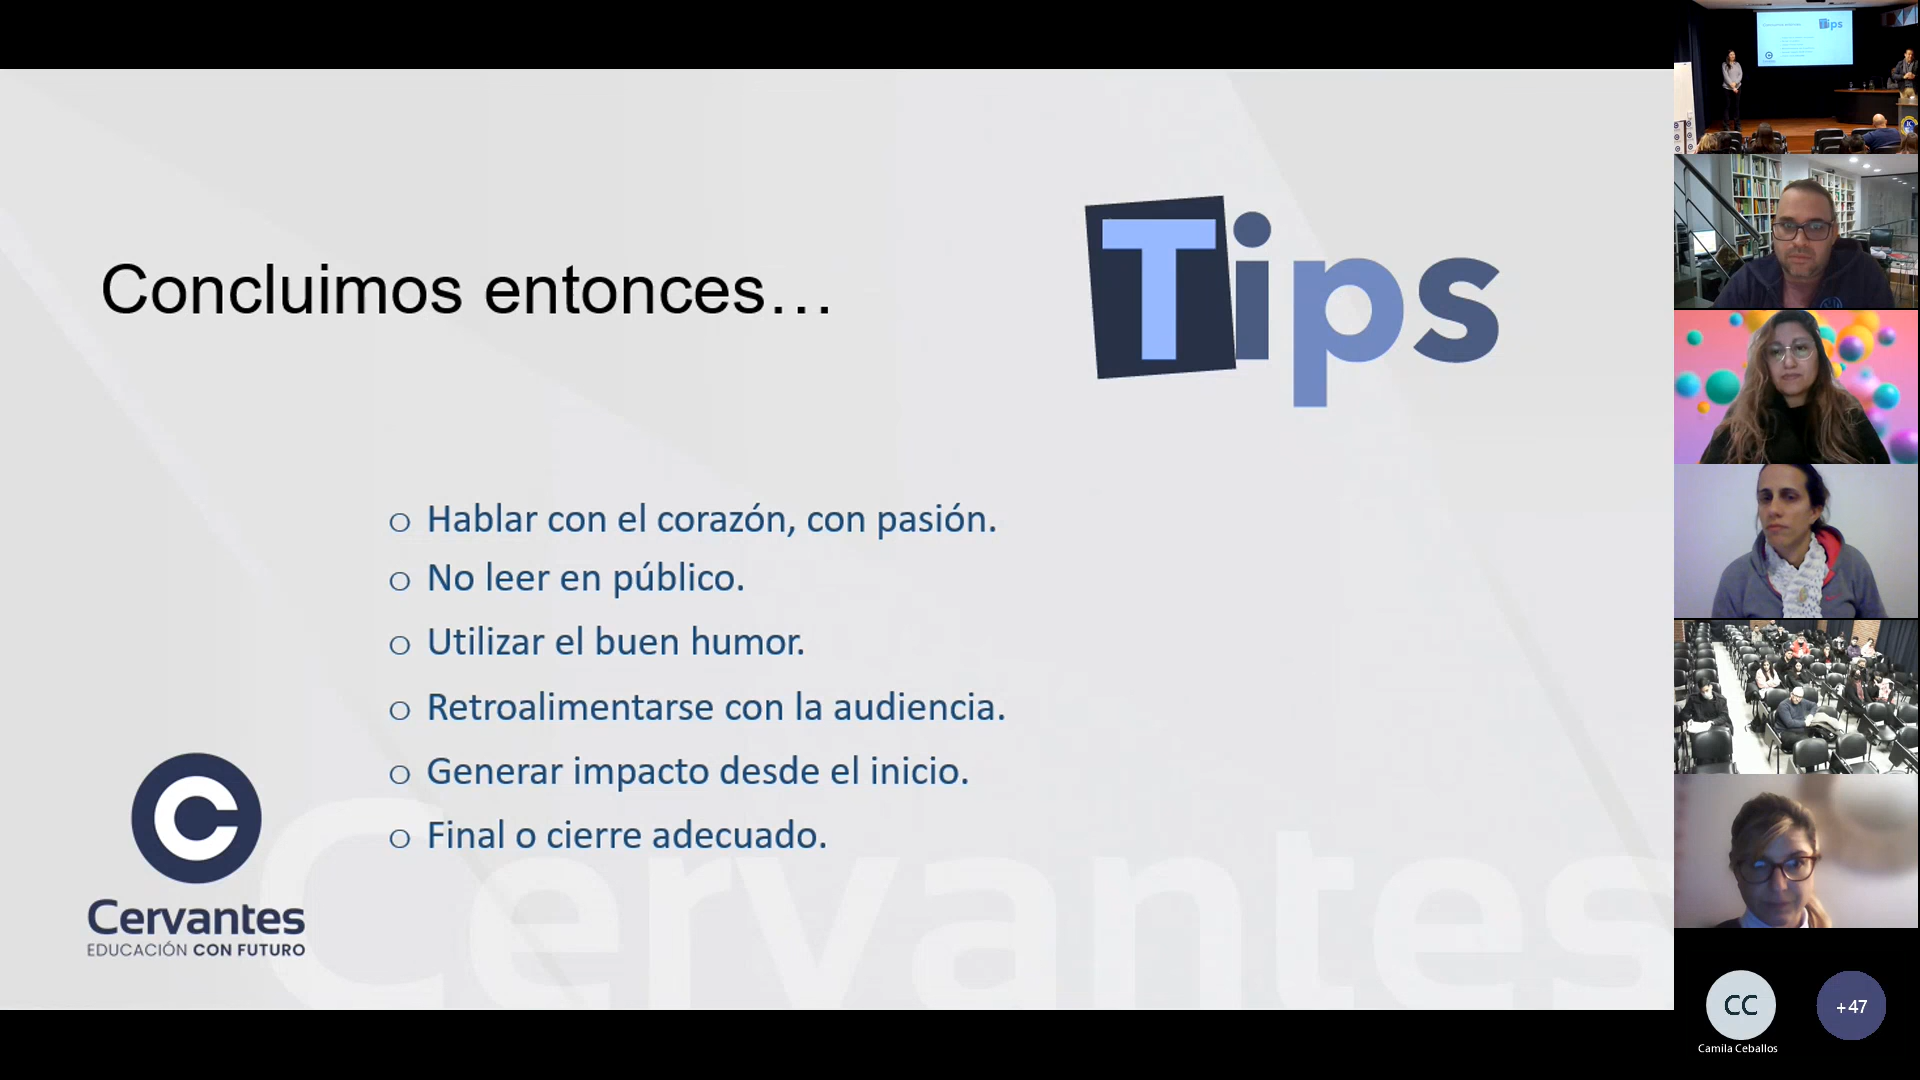 Concluimos entonces…
Tips
o Hablar con el corazón, con pasión.
o No leer en público.
o Utilizar el buen humor.
o Retroalimentarse con la audiencia.
o Generar impacto desde el inicio.
o Final o cierre adecuado.
C
Cervantes
EDUCACIÓN CON FUTURO
Cervantes
Tips
CC
+47
Camila Ceballos